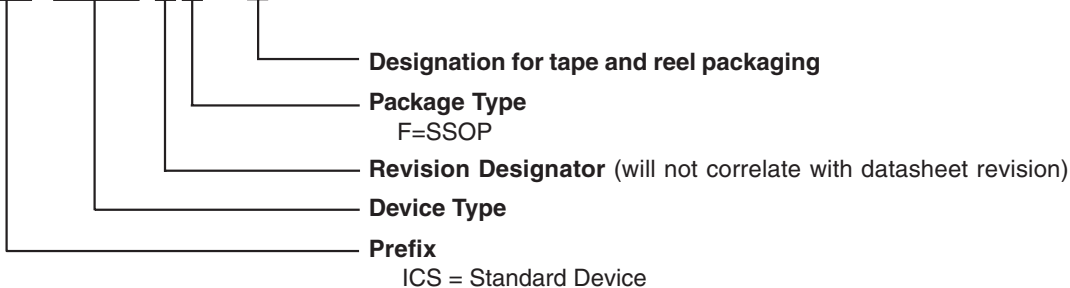 Designation for tape and reel packaging
Package Type
F=SSOP
Revision Designator (will not correlate with datasheet revision)
Device Type
Prefix
ICS = Standard Device